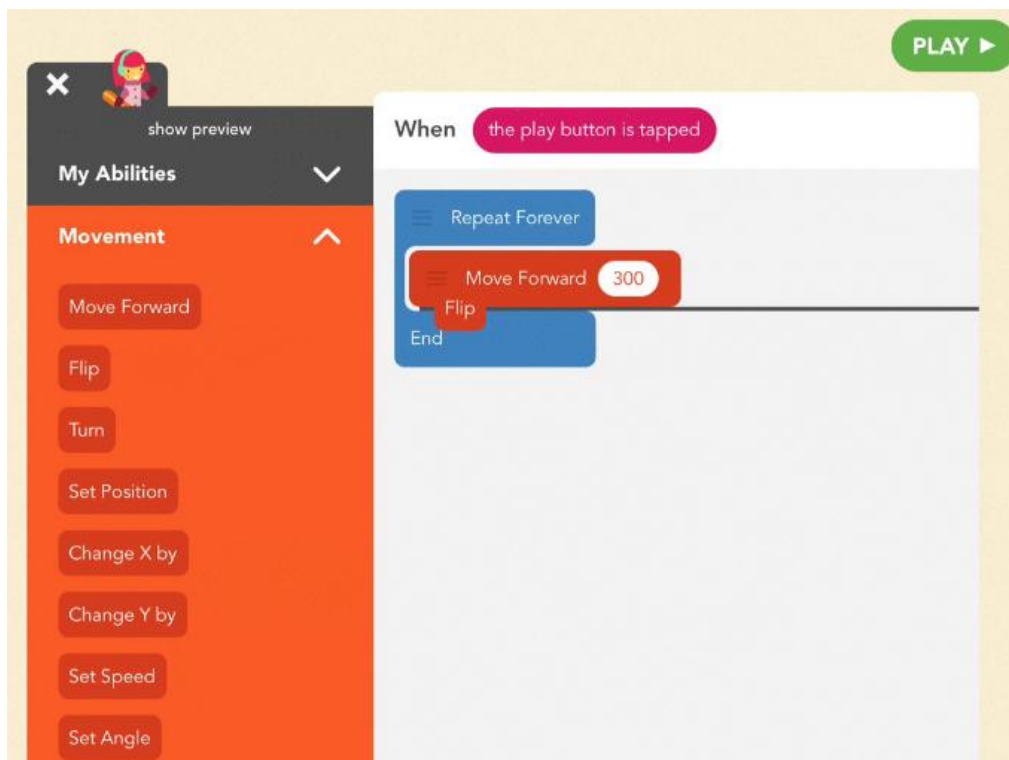 PLAY
show preview
When the play button is tapped
My Abilities
Movement
Repeat Forever
Move Forward 300
Flip
End
Move Forward
Flip
Turn
Set Position
Change X by
Change Y by
Set Speed
Set Angle